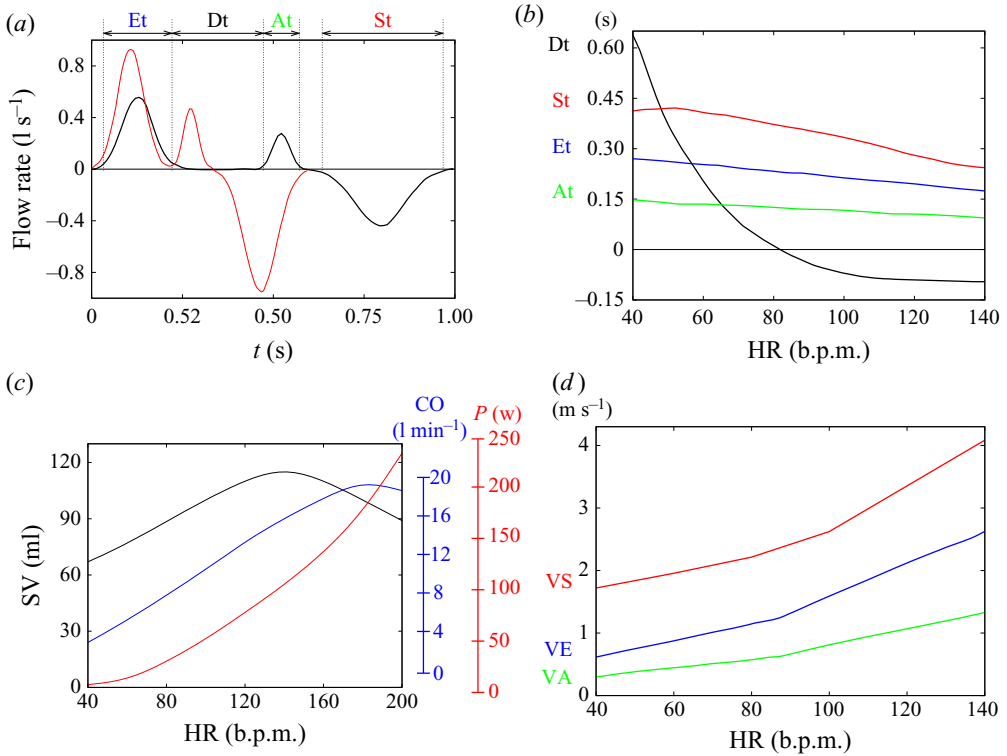 (a)
Et Dt At St
0.8
0.4
0
–0.4
–0.8
Flow rate (l s–1)
0 0.52 0.50 0.75 1.00
t (s)
(b)
(s)
Dt
St
Et
At
0.60
0.45
0.30
0.15
0
–0.15
40 60 80 100 120 140
HR (b.p.m.)
(c)
CO
(l min–1)
P (w)
120
90
60
30
0
SV (ml)
20
16
12
8
4
0
250
200
150
100
50
0
40 80 120 160 200
HR (b.p.m.)
(d)
(m s–1)
4
3
2
1
0
VS
VE
VA
40 60 80 100 120 140
HR (b.p.m.)